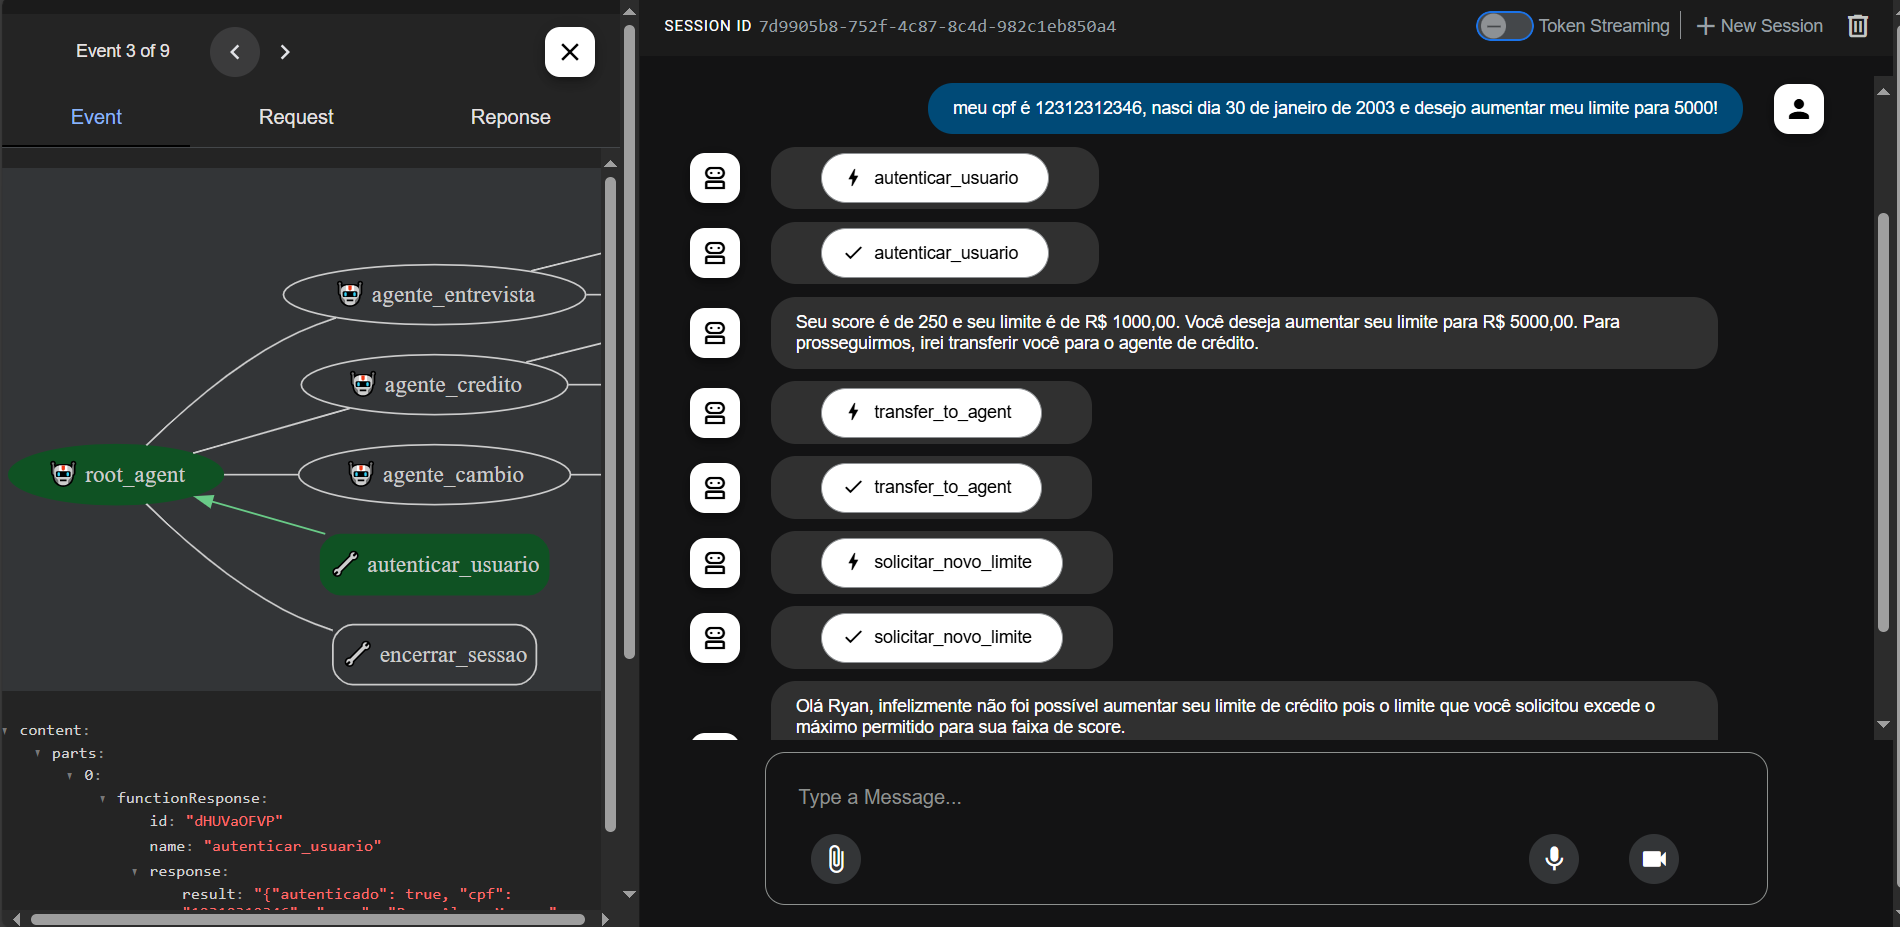 Event 3 of 9
Event
Request
Reponse
agente_entrevista
agente_credito
root_agent
agente_cambio
autenticar_usuario
encerrar_sessao
content:
parts:
0:
functionResponse:
id: "dHUVaOFVP"
name: "autenticar_usuario"
response:
result: "{"autenticado": true, "cpf":
SESSION ID 7d9905b8-752f-4c87-8c4d-982c1eb850a4
Token Streaming
New Session
meu cpf é 12312312346, nasci dia 30 de janeiro de 2003 e desejo aumentar meu limite para 5000!
autenticar_usuario
autenticar_usuario
Seu score é de 250 e seu limite é de R$ 1000,00. Você deseja aumentar seu limite para R$ 5000,00. Para
prosseguirmos, irei transferir você para o agente de crédito.
transfer_to_agent
transfer_to_agent
solicitar_novo_limite
solicitar_novo_limite
Olá Ryan, infelizmente não foi possível aumentar seu limite de crédito pois o limite que você solicitou excede o
máximo permitido para sua faixa de score.
Type a Message...